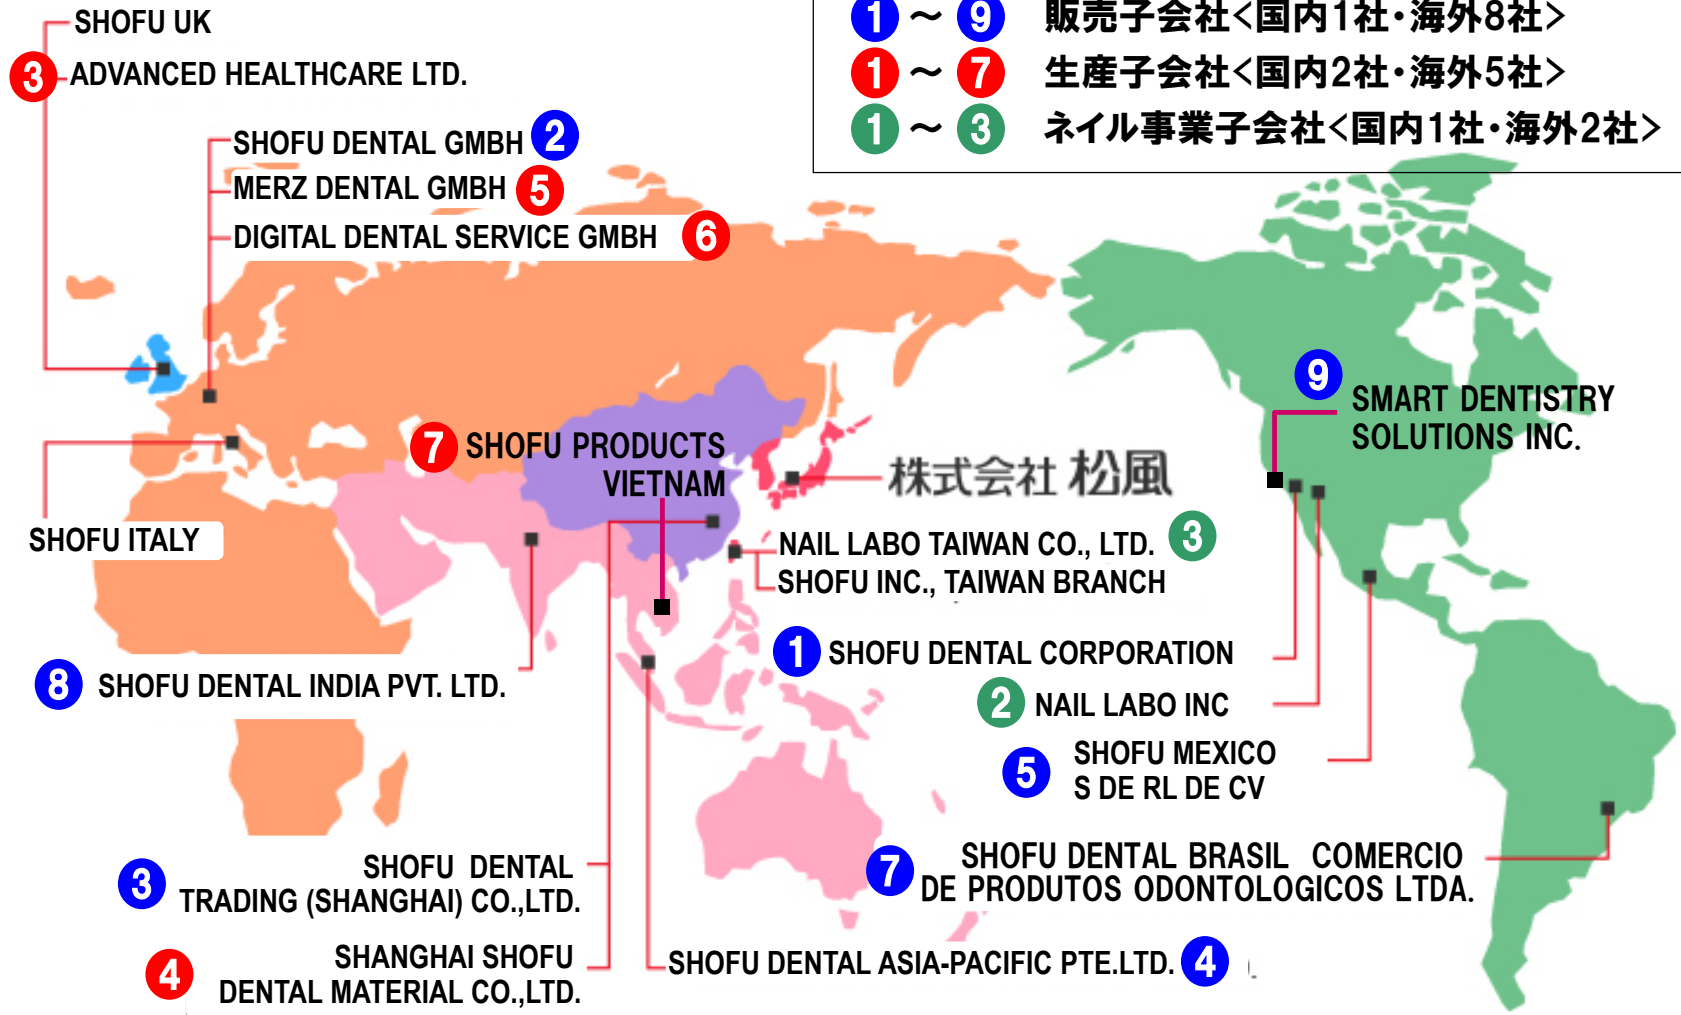 SHOFU UK
3 ADVANCED HEALTHCARE LTD.
1 ～ 9 販売子会社<国内1社・海外8社>
1 ～ 7 生産子会社<国内2社・海外5社>
1 ～ 3 ネイル事業子会社<国内1社・海外2社>
SHOFU DENTAL GMBH 2
MERZ DENTAL GMBH 5
DIGITAL DENTAL SERVICE GMBH 6
9 SMART DENTISTRY
SOLUTIONS INC.
7 SHOFU PRODUCTS
VIETNAM
株式会社 松風
SHOFU ITALY
NAIL LABO TAIWAN CO., LTD. 3
SHOFU INC., TAIWAN BRANCH
1 SHOFU DENTAL CORPORATION
8 SHOFU DENTAL INDIA PVT. LTD.
2 NAIL LABO INC
5 SHOFU MEXICO
S DE RL DE CV
3 SHOFU DENTAL
TRADING (SHANGHAI) CO.,LTD.
7 SHOFU DENTAL BRASIL COMERCIO
DE PRODUTOS ODONTOLOGICOS LTDA.
4 SHANGHAI SHOFU
DENTAL MATERIAL CO.,LTD.
SHOFU DENTAL ASIA-PACIFIC PTE.LTD. 4